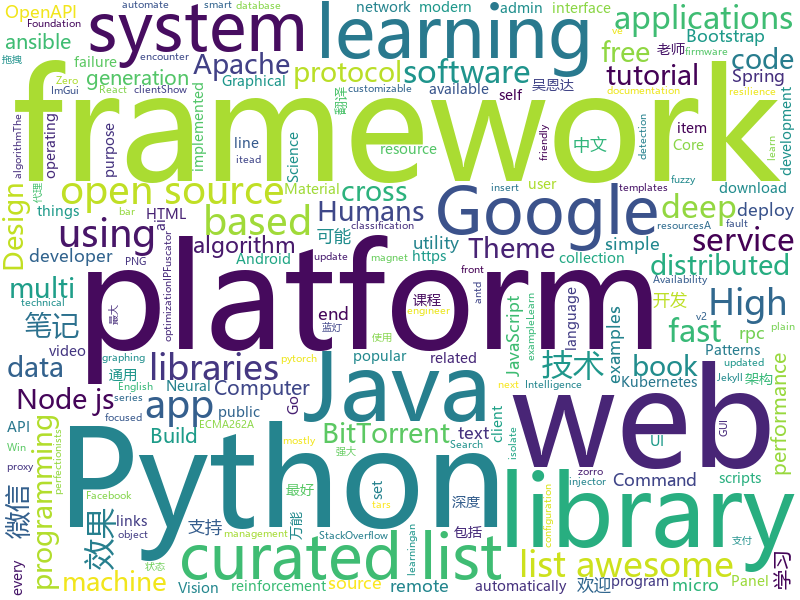 OpenAPI
system
learning
network
modern
admin
interface
applications
Foundation
automate
smart
database
ansible
failure
React
clientShow
encounter
Apache
protocol
software
available
self
free
Bootstrap
老师
firmware
code
拖拽
Zero
ImGui
generation
Graphical
customizable
tutorial
吴恩达
documentation
Spring
resilience
ve
framework
algorithmThe
operating
purpose
line
itead
翻译
implemented
Science
resource
friendly
中文
item
Core
detection
learn
development
代理
Material
cross
user
insert
templates
fuzzy
download
open source
Google
deep
deploy
things
bar
HTML
ai
based
Humans
可能
utility
https
simple
collection
resourcesA
fault
Design
using
classification
update
developer
PNG
algorithm
Android
magnet
front
Theme
service
distributed
Availability
v2
plain
multi
technical
最大
optimizationIPFuscator
end
蓝灯
课程
engineer
antd
使用
language
开发
High
笔记
platform
Java
web
data
graphing
通用
video
libraries
popular
related
JavaScript
exampleLearn
技术
examples
fast
rpc
book
Patterns
updated
Kubernetes
Jekyll
架构
Node js
English
series
Neural
Computer
pytorch
next
Intelligence
focused
app
public
Go
GUI
API
ECMA262A
BitTorrent
text
client
Search
UI
performance
微信
programming
perfectionists
Build
Python
set
mostly
isolate
Command
injector
scripts
Win
Facebook
links
效果
支持
最好
万能
深度
library
proxy
object
StackOverflow
包括
tars
configuration
支付
every
curated list
management
状态
learningan
list awesome
学习
machine
Vision
reinforcement
source
remote
automatically
欢迎
program
micro
Panel